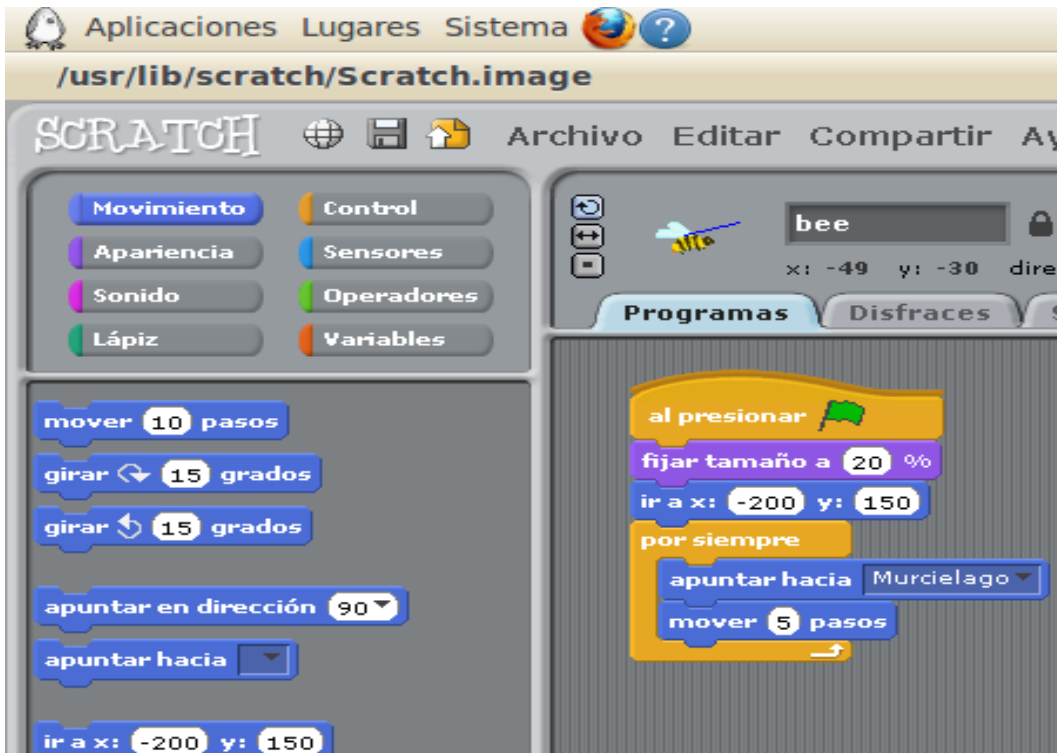 Aplicaciones Lugares Sistema ?
/usr/lib/scratch/Scratch.image
SCRATCH Archivo Editar Compartir Ay
Movimiento Control
Apariencia Sensores
Sonido Operadores
Lápiz Variables
mover 10 pasos
girar 15 grados
girar 15 grados
apuntar en dirección 90
apuntar hacia
ir a x: -200 y: 150
bee
x: -49 y: -30 dire
Programas Disfraces S
al presionar
fijar tamaño a 20 %
ir a x: -200 y: 150
por siempre
apuntar hacia Murcielago
mover 5 pasos